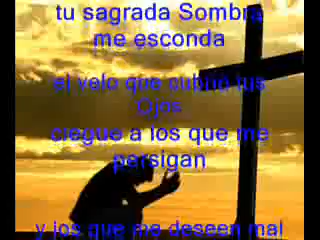 tu sagrada Sombra
me esconda
el velo que cubrió tus
Ojos
ciegue a los que me
persigan
y los que me deseen mal